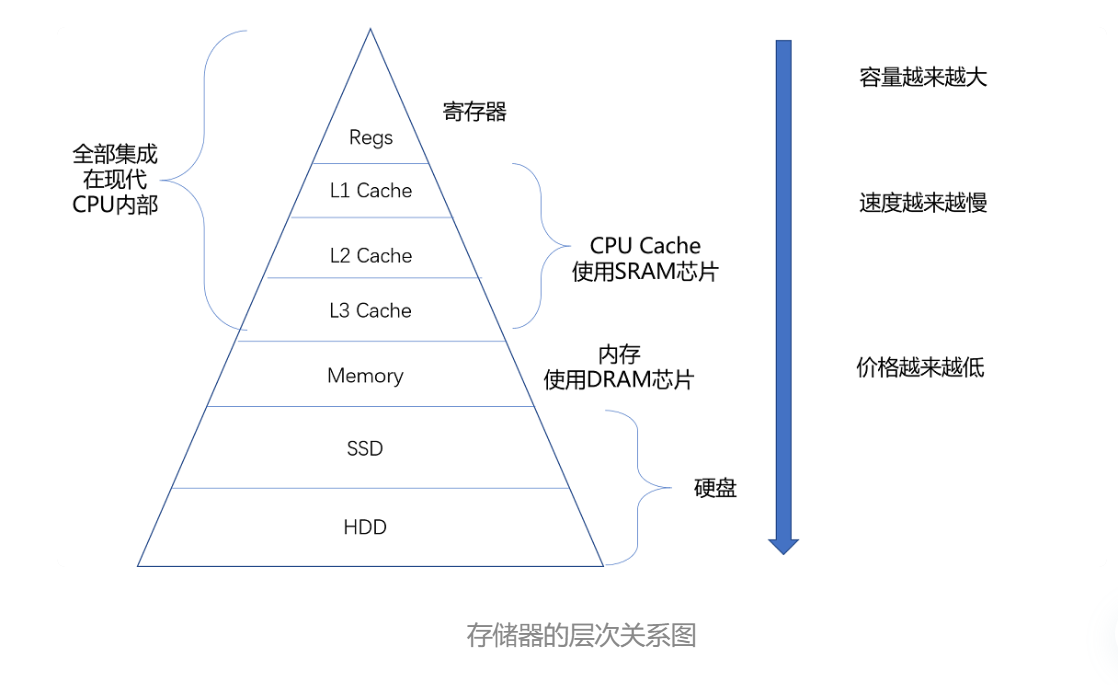 容量越来越大
寄存器
Regs
全部集成
在现代
CPU内部
L1 Cache
速度越来越慢
CPU Cache
使用SRAM芯片
L2 Cache
L3 Cache
内存
使用DRAM芯片
价格越来越低
Memory
SSD
硬盘
HDD
存储器的层次关系图